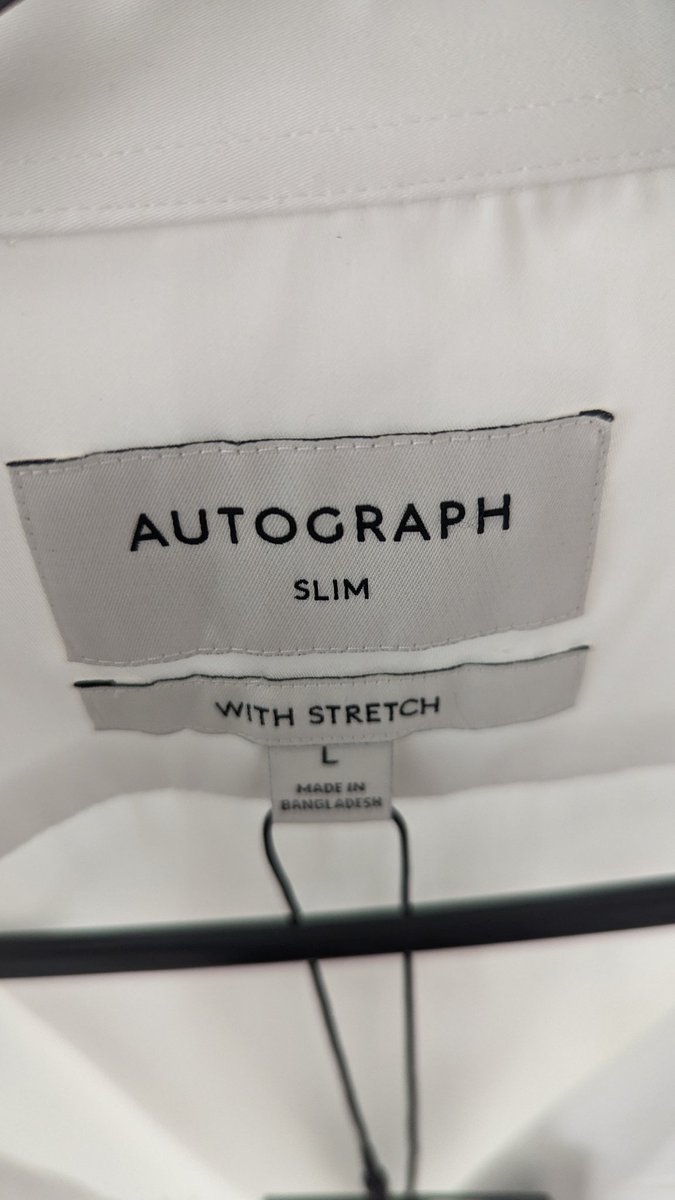 AUTOGRAPH
SLIM
WITH STRETCH
L
MADE IN
BANGLADESH